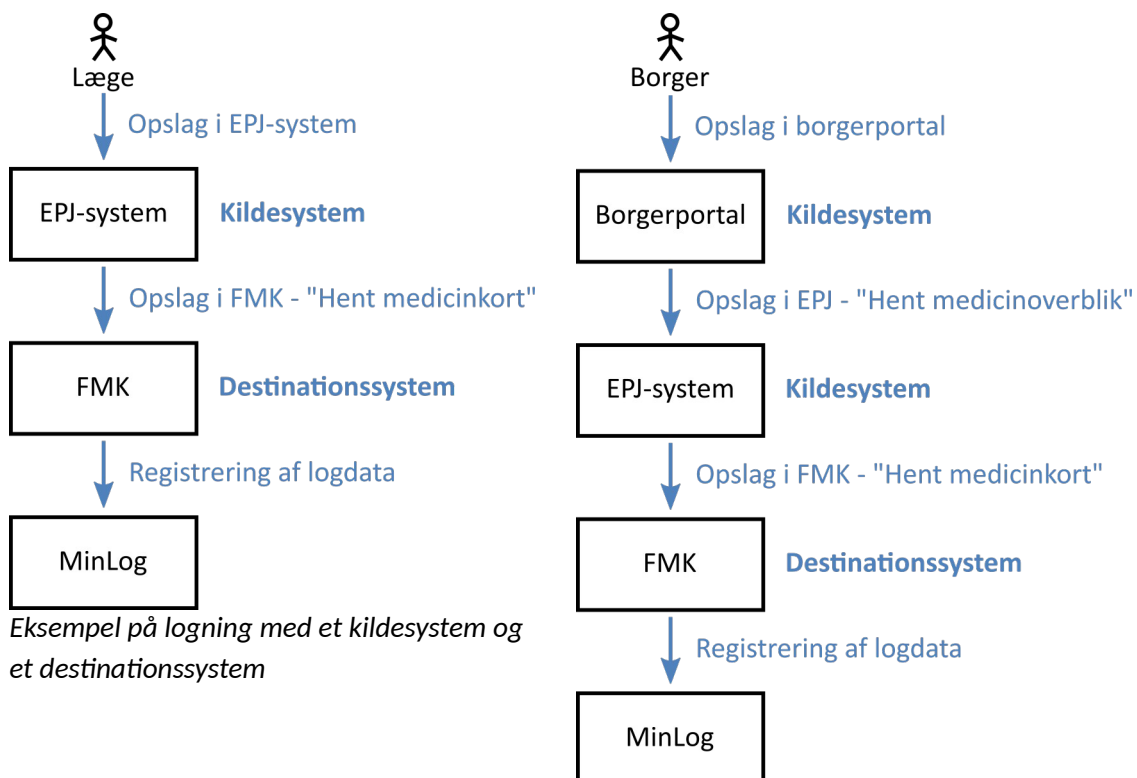 Læge
Opslag i EPJ-system
EPJ-system
Kildesystem
Opslag i FMK - "Hent medicinkort"
FMK
Destinationssystem
Registrering af logdata
MinLog
Eksempel på logning med et kildesystem og
et destinationssystem
Borger
Opslag i borgerportal
Borgerportal
Kildesystem
Opslag i EPJ - "Hent medicinoverblik"
EPJ-system
Kildesystem
Opslag i FMK - "Hent medicinkort"
FMK
Destinationssystem
Registrering af logdata
MinLog